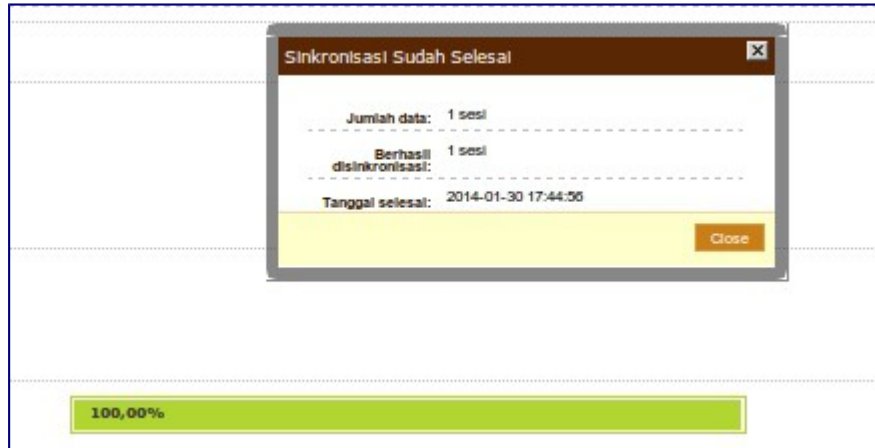 Sinkronisasi Sudah Selesai
Jumlah data: 1 sesi
Berhasil 1 sesi
disinkronisasi:
Tanggal selesai: 2014-01-30 17:44:56
Close
100,00%